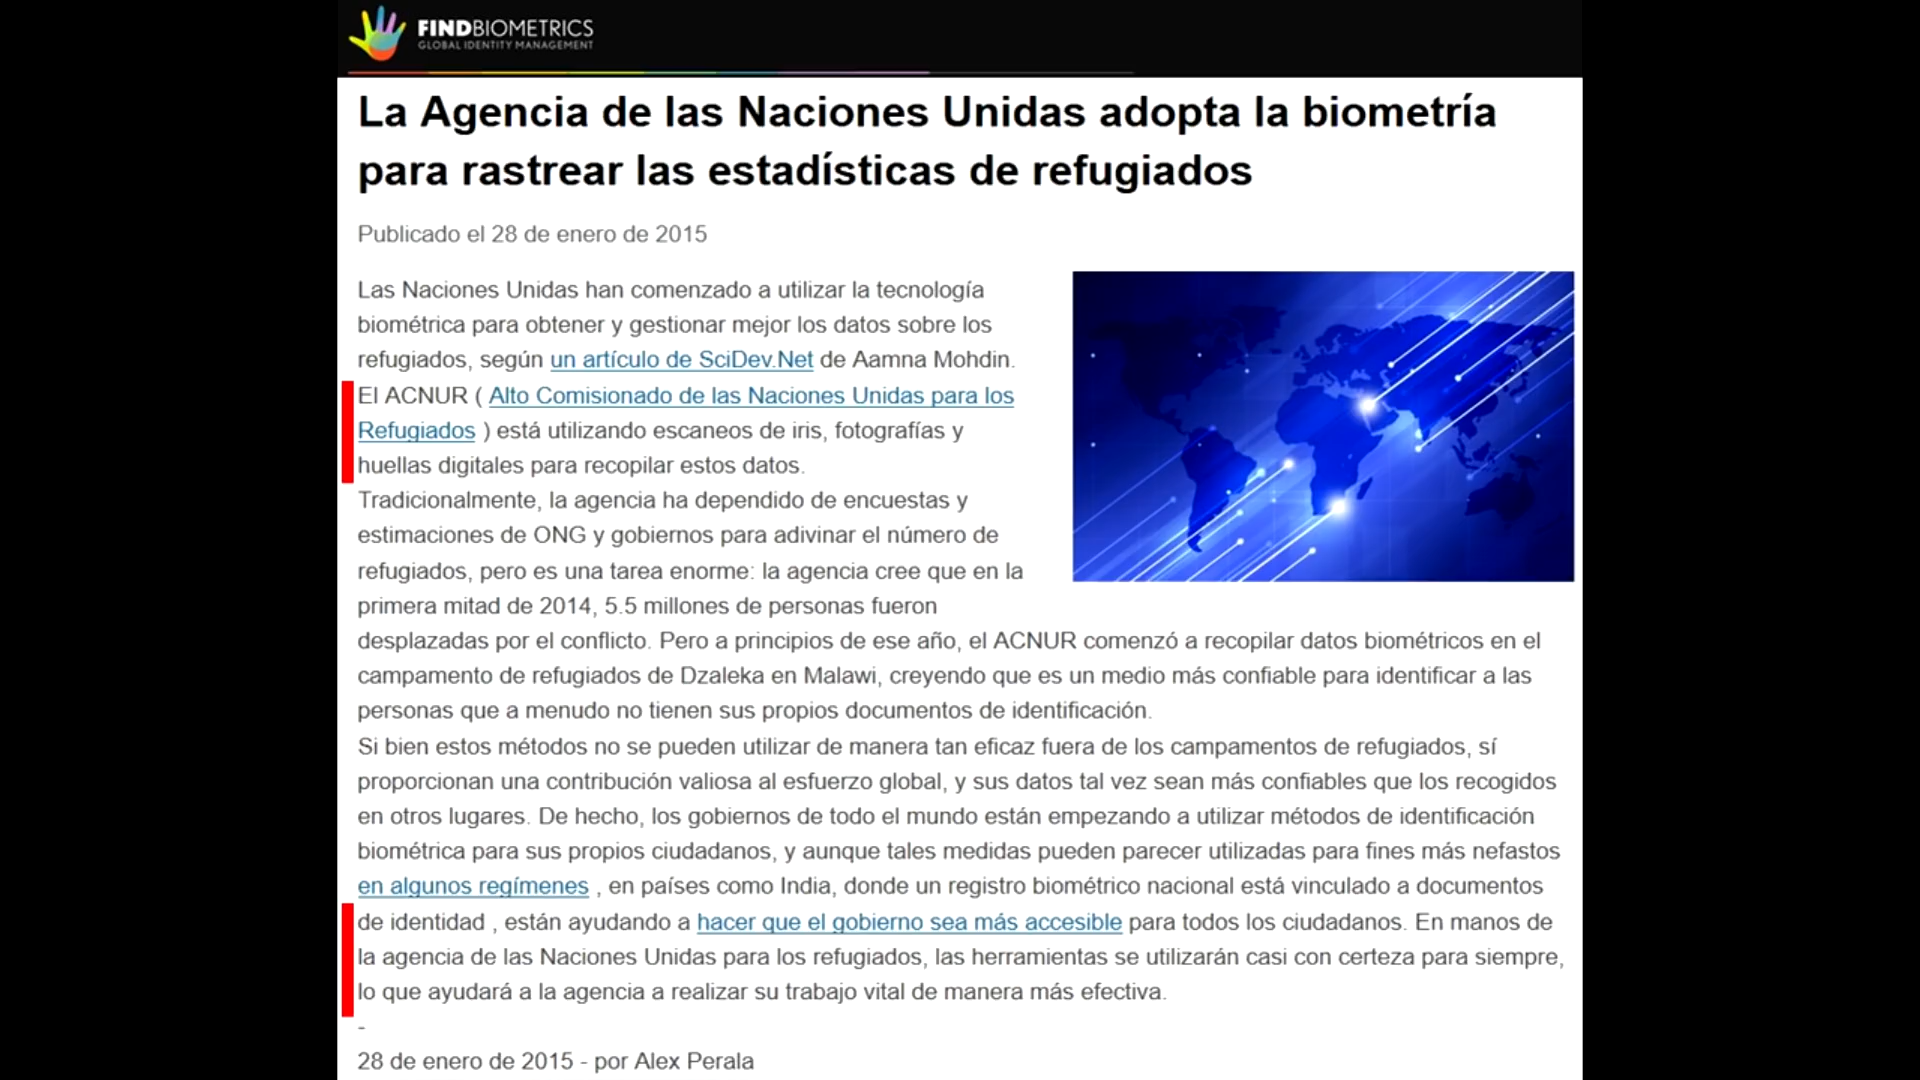 FINDBIOMETRICS
GLOBAL IDENTITY MANAGEMENT
La Agencia de las Naciones Unidas adopta la biometría
para rastrear las estadísticas de refugiados
Publicado el 28 de enero de 2015
Las Naciones Unidas han comenzado a utilizar la tecnología
biométrica para obtener y gestionar mejor los datos sobre los
refugiados, según un artículo de SciDev.Net de Aamna Mohdin.
El ACNUR ( Alto Comisionado de las Naciones Unidas para los
Refugiados ) está utilizando escaneos de iris, fotografías y
huellas digitales para recopilar estos datos.
Tradicionalmente, la agencia ha dependido de encuestas y
estimaciones de ONG y gobiernos para adivinar el número de
refugiados, pero es una tarea enorme: la agencia cree que en la
primera mitad de 2014, 5.5 millones de personas fueron
desplazadas por el conflicto. Pero a principios de ese año, el ACNUR comenzó a recopilar datos biométricos en el
campamento de refugiados de Dzaleka en Malawi, creyendo que es un medio más confiable para identificar a las
personas que a menudo no tienen sus propios documentos de identificación.
Si bien estos métodos no se pueden utilizar de manera tan eficaz fuera de los campamentos de refugiados, sí
proporcionan una contribución valiosa al esfuerzo global, y sus datos tal vez sean más confiables que los recogidos
en otros lugares. De hecho, los gobiernos de todo el mundo están empezando a utilizar métodos de identificación
biométrica para sus propios ciudadanos, y aunque tales medidas pueden parecer utilizadas para fines más nefastos
en algunos regímenes , en países como India, donde un registro biométrico nacional está vinculado a documentos
de identidad , están ayudando a hacer que el gobierno sea más accesible para todos los ciudadanos. En manos de
la agencia de las Naciones Unidas para los refugiados, las herramientas se utilizarán casi con certeza para siempre,
lo que ayudará a la agencia a realizar su trabajo vital de manera más efectiva.
-
28 de enero de 2015 - por Alex Perala